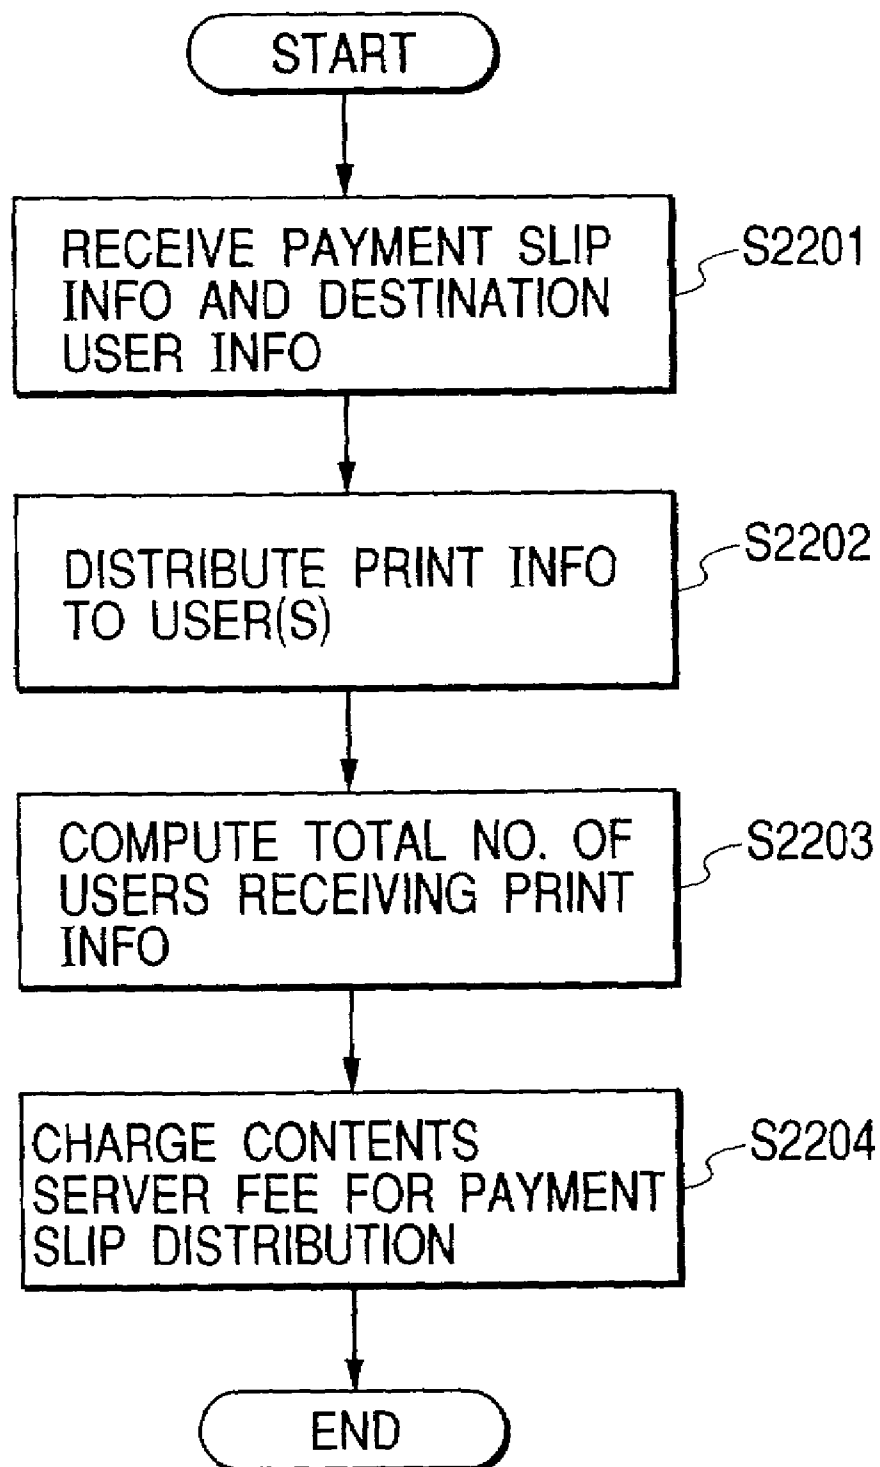 START
RECEIVE PAYMENT SLIP
INFO AND DESTINATION
USER INFO
S2201
DISTRIBUTE PRINT INFO
TO USER(S)
S2202
COMPUTE TOTAL NO. OF
USERS RECEIVING PRINT
INFO
S2203
CHARGE CONTENTS
SERVER FEE FOR PAYMENT
SLIP DISTRIBUTION
S2204
END